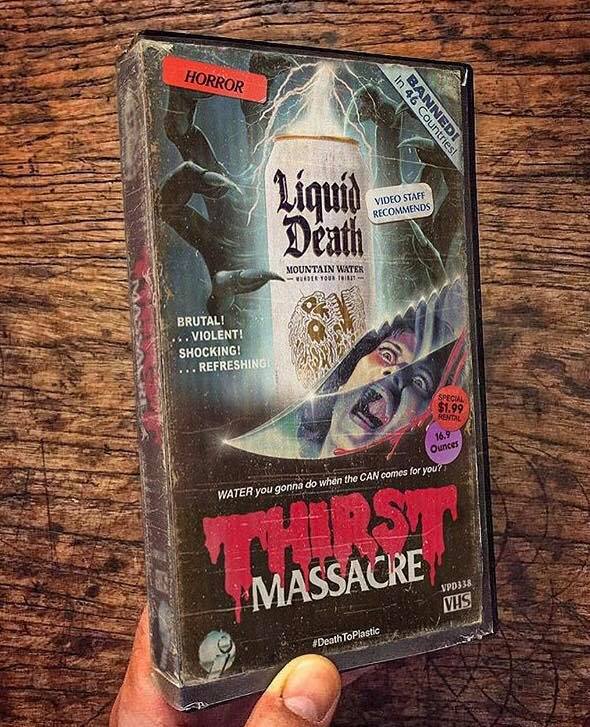 HORROR
BANNED!
In 46 Countries!
Liquid
Death
VIDEO STAFF
RECOMMENDS
MOUNTAIN WATER
MURDER YOUR THIRST
BRUTAL!
...VIOLENT!
SHOCKING!
...REFRESHING!
SPECIAL
$1.99
RENTAL
16.9
Ounces
WATER you gonna do when the CAN comes for you?
THIRST
MASSACRE
VPD338
VHS
#DeathToPlastic